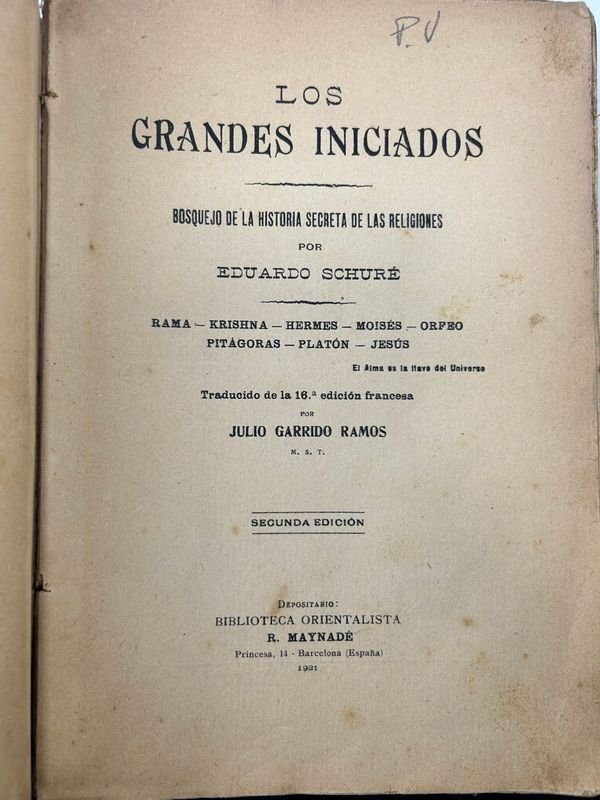 P.V
LOS
GRANDES INICIADOS
BOSQUEJO DE LA HISTORIA SECRETA DE LAS RELIGIONES
POR
EDUARDO SCHURÉ
RAMA — KRISHNA — HERMES — MOISÉS — ORFEO
PITÁGORAS — PLATÓN — JESÚS
El Alma es la llave del Universo
Traducido de la 16.ª edición francesa
POR
JULIO GARRIDO RAMOS
M. S. T.
SEGUNDA EDICIÓN
DEPOSITARIO:
BIBLIOTECA ORIENTALISTA
R. MAYNADÉ
Princesa, 14 - Barcelona (España)
1921